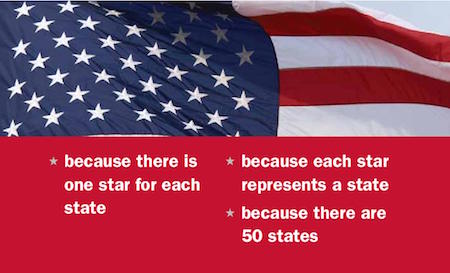 because there is
one star for each
state
because each star
represents a state
because there are
50 states